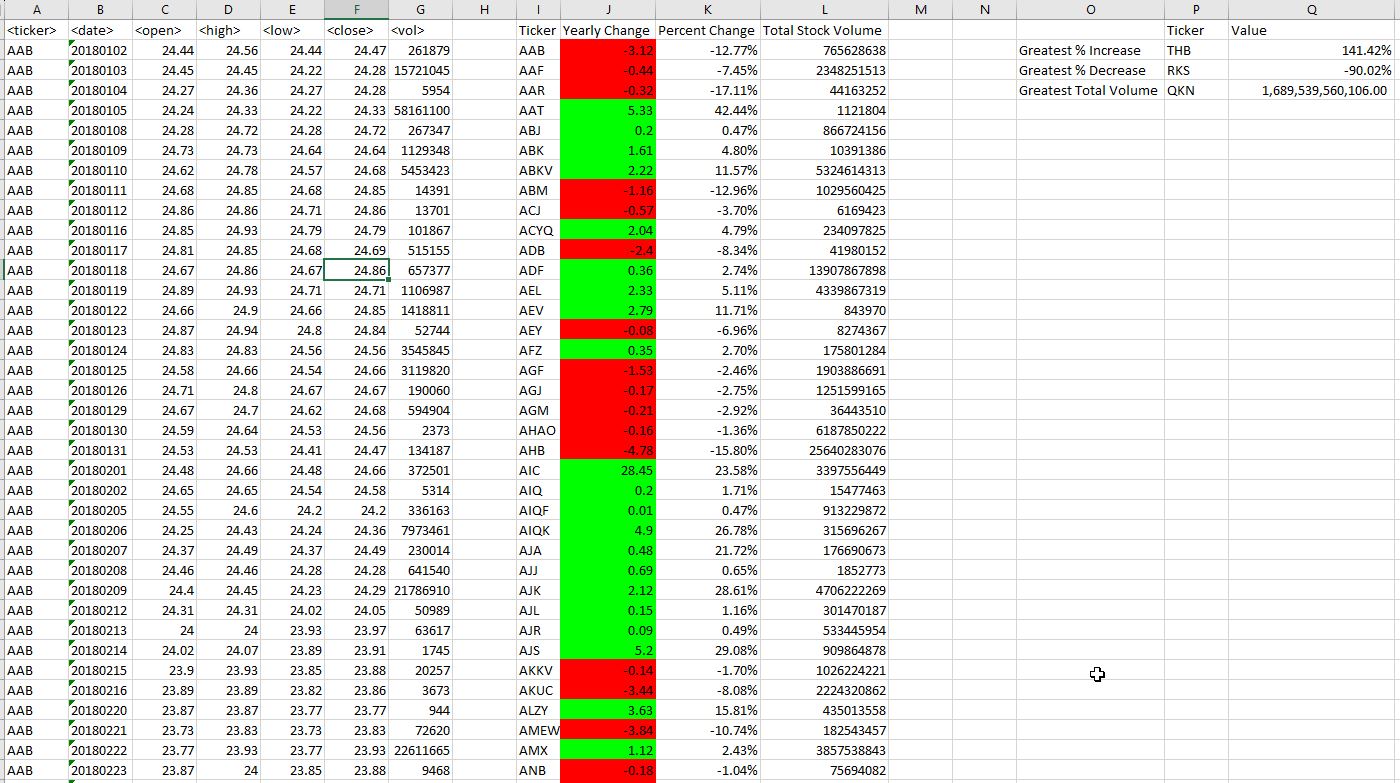 A B C D E F G H I J K L M N O P Q
<ticker> <date> <open> <high> <low> <close> <vol> Ticker Yearly Change Percent Change Total Stock Volume Ticker Value
AAB 20180102 24.44 24.56 24.44 24.47 261879 AAB -3.12 -12.77% 765628638 Greatest % Increase THB 141.42%
AAB 20180103 24.45 24.45 24.22 24.28 15721045 AAF -0.44 -7.45% 2348251513 Greatest % Decrease RKS -90.02%
AAB 20180104 24.27 24.36 24.27 24.28 5954 AAR -0.32 -17.11% 44163252 Greatest Total Volume QKN 1,689,539,560,106.00
AAB 20180105 24.24 24.33 24.22 24.33 58161100 AAT 5.33 42.44% 1121804
AAB 20180108 24.28 24.72 24.28 24.72 267347 ABJ 0.2 0.47% 866724156
AAB 20180109 24.73 24.73 24.64 24.64 1129348 ABK 1.61 4.80% 10391386
AAB 20180110 24.62 24.78 24.57 24.68 5453423 ABKV 2.22 11.57% 5324614313
AAB 20180111 24.68 24.85 24.68 24.85 14391 ABM -1.16 -12.96% 1029560425
AAB 20180112 24.86 24.86 24.71 24.86 13701 ACJ -0.57 -3.70% 6169423
AAB 20180116 24.85 24.93 24.79 24.79 101867 ACYQ 2.04 4.79% 234097825
AAB 20180117 24.81 24.85 24.68 24.69 515155 ADB -2.4 -8.34% 41980152
AAB 20180118 24.67 24.86 24.67 24.86 657377 ADF 0.36 2.74% 13907867898
AAB 20180119 24.89 24.93 24.71 24.71 1106987 AEL 2.33 5.11% 4339867319
AAB 20180122 24.66 24.9 24.66 24.85 1418811 AEV 2.79 11.71% 843970
AAB 20180123 24.87 24.94 24.8 24.84 52744 AEY -0.08 -6.96% 8274367
AAB 20180124 24.83 24.83 24.56 24.56 3545845 AFZ 0.35 2.70% 175801284
AAB 20180125 24.58 24.66 24.54 24.66 3119820 AGF -1.53 -2.46% 1903886691
AAB 20180126 24.71 24.8 24.67 24.67 190060 AGJ -0.17 -2.75% 1251599165
AAB 20180129 24.67 24.7 24.62 24.68 594904 AGM -0.21 -2.92% 36443510
AAB 20180130 24.59 24.64 24.53 24.56 2373 AHAO -0.16 -1.36% 6187850222
AAB 20180131 24.53 24.53 24.41 24.47 134187 AHB -4.78 -15.80% 25640283076
AAB 20180201 24.48 24.66 24.48 24.66 372501 AIC 28.45 23.58% 3397556449
AAB 20180202 24.65 24.65 24.54 24.58 5314 AIQ 0.2 1.71% 15477463
AAB 20180205 24.55 24.6 24.2 24.2 336163 AIQF 0.01 0.47% 913229872
AAB 20180206 24.25 24.43 24.24 24.36 7973461 AIQK 4.9 26.78% 315696267
AAB 20180207 24.37 24.49 24.37 24.49 230014 AJA 0.48 21.72% 176690673
AAB 20180208 24.46 24.46 24.28 24.28 641540 AJJ 0.69 0.65% 1852773
AAB 20180209 24.4 24.45 24.23 24.29 21786910 AJK 2.12 28.61% 4706222269
AAB 20180212 24.31 24.31 24.02 24.05 50989 AJL 0.15 1.16% 301470187
AAB 20180213 24 24 23.93 23.97 63617 AJR 0.09 0.49% 533445954
AAB 20180214 24.02 24.07 23.89 23.91 1745 AJS 5.2 29.08% 909864878
AAB 20180215 23.9 23.93 23.85 23.88 20257 AKKV -0.14 -1.70% 1026224221
AAB 20180216 23.89 23.89 23.82 23.86 3673 AKUC -3.44 -8.08% 2224320862
AAB 20180220 23.87 23.87 23.77 23.77 944 ALZY 3.63 15.81% 435013558
AAB 20180221 23.73 23.83 23.73 23.83 72620 AMEW -3.84 -10.74% 182543457
AAB 20180222 23.77 23.93 23.77 23.93 22611665 AMX 1.12 2.43% 3857538843
AAB 20180223 23.87 24 23.85 23.88 9468 ANB -0.18 -1.04% 75694082